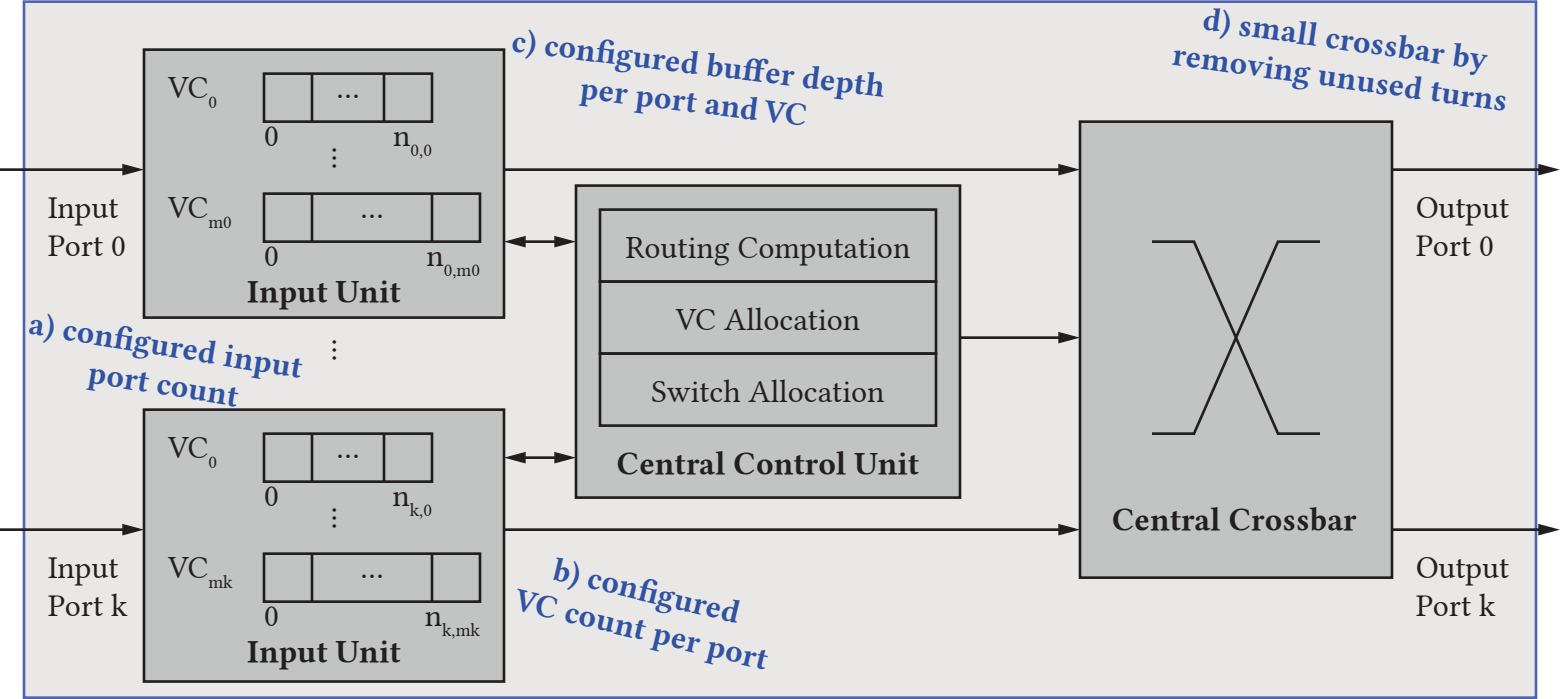 c) configured buffer depth
per port and VC
d) small crossbar by
removing unused turns
VC0
...
0
n0,0
⋮
VCm0
...
0
n0,m0
Input Unit
Input
Port 0
a) configured input
port count
⋮
VC0
...
0
nk,0
⋮
VCmk
...
0
nk,mk
Input Unit
Input
Port k
b) configured
VC count per port
Routing Computation
VC Allocation
Switch Allocation
Central Control Unit
Central Crossbar
Output
Port 0
Output
Port k